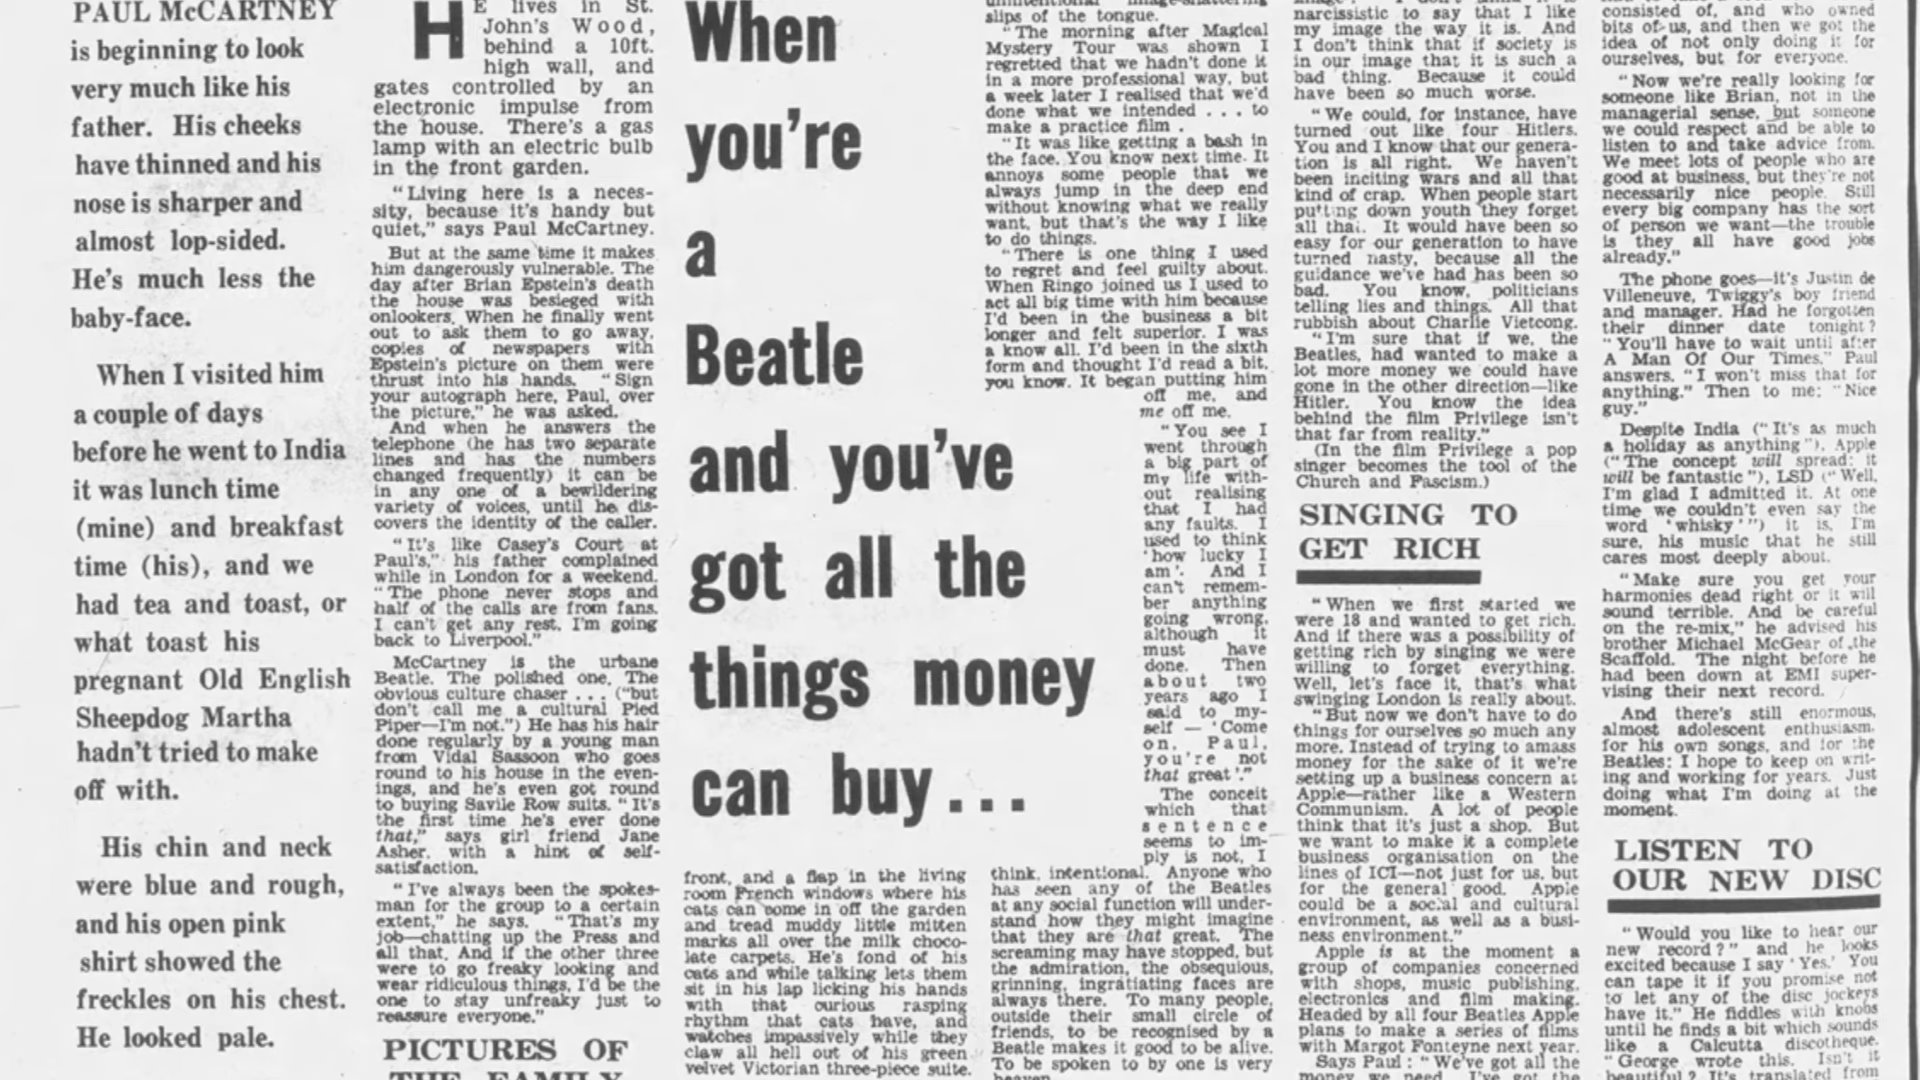 PAUL McCARTNEY
is beginning to look
very much like his
father. His cheeks
have thinned and his
nose is sharper and
almost lop-sided.
He's much less the
baby-face.
When I visited him
a couple of days
before he went to India
it was lunch time
(mine) and breakfast
time (his), and we
had tea and toast, or
what toast his
pregnant Old English
Sheepdog Martha
hadn't tried to make
off with.
His chin and neck
were blue and rough,
and his open pink
shirt showed the
freckles on his chest.
He looked pale.
HE lives in St.
John's Wood,
behind a 10ft.
high wall, and
gates controlled by an
electronic impulse from
the house. There's a gas
lamp with an electric bulb
in the front garden.
"Living here is a neces-
sity, because it's handy but
quiet," says Paul McCartney.
But at the same time it makes
him dangerously vulnerable. The
day after Brian Epstein's death
the house was besieged with
onlookers. When he finally went
out to ask them to go away,
copies of newspapers with
Epstein's picture on them were
thrust into his hands. "Sign
your autograph here, Paul, over
the picture," he was asked.
And when he answers the
telephone (he has two separate
lines and has the numbers
changed frequently) it can be
in any one of a bewildering
variety of voices, until he dis-
covers the identity of the caller.
"It's like Casey's Court at
Paul's," his father complained
while in London for a weekend.
"The phone never stops and
half of the calls are from fans.
I can't get any rest. I'm going
back to Liverpool."
McCartney is the urbane
Beatle. The polished one. The
obvious culture chaser . . . ("but
don't call me a cultural Pied
Piper—I'm not.") He has his hair
done regularly by a young man
from Vidal Sassoon who goes
round to his house in the even-
ings, and he's even got round
to buying Savile Row suits. "It's
the first time he's ever done
that," says girl friend Jane
Asher, with a hint of self-
satisfaction.
"I've always been the spokes-
man for the group to a certain
extent," he says. "That's my
job—chatting up the Press and
all that. And if the other three
were to go freaky looking and
wear ridiculous things, I'd be the
one to stay unfreaky just to
reassure everyone."
PICTURES OF
THE FAMILY
When
you're
a
Beatle
and you've
got all the
things money
can buy . . .
front, and a flap in the living
room French windows where his
cats can come in off the garden
and tread muddy little mitten
marks all over the milk choco-
late carpets. He's fond of his
cats and while talking lets them
sit in his lap licking his hands
with that curious rasping
rhythm that cats have, and
watches impassively while they
claw all hell out of his green
velvet Victorian three-piece suite.
slips of the tongue.
"The morning after Magical
Mystery Tour was shown I
regretted that we hadn't done it
in a more professional way, but
a week later I realised that we'd
done what we intended . . . to
make a practice film .
"It was like getting a bash in
the face. You know next time. It
annoys some people that we
always jump in the deep end
without knowing what we really
want, but that's the way I like
to do things.
"There is one thing I used
to regret and feel guilty about.
When Ringo joined us I used to
act all big time with him because
I'd been in the business a bit
longer and felt superior. I was
a know all. I'd been in the sixth
form and thought I'd read a bit,
you know. It began putting him
off me, and
me off me.
"You see I
went through
a big part of
my life with-
out realising
that I had
any faults. I
used to think
'how lucky I
am'. And I
can't remem-
ber anything
going wrong,
although it
must have
done. Then
about two
years ago I
said to my-
self — 'Come
on, Paul,
you're not
that great'."
The conceit
which that
sentence
seems to im-
ply is not, I
think, intentional. Anyone who
has seen any of the Beatles
at any social function will under-
stand how they might imagine
that they are that great. The
screaming may have stopped, but
the admiration, the obsequious,
grinning, ingratiating faces are
always there. To many people,
outside their small circle of
friends, to be recognised by a
Beatle makes it good to be alive.
To be spoken to by one is very
heaven.
narcissistic to say that I like
my image the way it is. And
I don't think that if society is
in our image that it is such a
bad thing. Because it could
have been so much worse.
"We could, for instance, have
turned out like four Hitlers.
You and I know that our genera-
tion is all right. We haven't
been inciting wars and all that
kind of crap. When people start
putting down youth they forget
all that. It would have been so
easy for our generation to have
turned nasty, because all the
guidance we've had has been so
bad. You know, politicians
telling lies and things. All that
rubbish about Charlie Vietcong.
"I'm sure that if we, the
Beatles, had wanted to make a
lot more money we could have
gone in the other direction—like
Hitler. You know the idea
behind the film Privilege isn't
that far from reality."
(In the film Privilege a pop
singer becomes the tool of the
Church and Fascism.)
SINGING TO
GET RICH
"When we first started we
were 18 and wanted to get rich.
And if there was a possibility of
getting rich by singing we were
willing to forget everything.
Well, let's face it, that's what
swinging London is really about.
"But now we don't have to do
things for ourselves so much any
more. Instead of trying to amass
money for the sake of it we're
setting up a business concern at
Apple—rather like a Western
Communism. A lot of people
think that it's just a shop. But
we want to make it a complete
business organisation on the
lines of ICI—not just for us, but
for the general good. Apple
could be a social and cultural
environment, as well as a busi-
ness environment."
Apple is at the moment a
group of companies concerned
with shops, music publishing,
electronics and film making.
Headed by all four Beatles Apple
plans to make a series of films
with Margot Fonteyne next year.
Says Paul: "We've got all the
money we need. I've got the
consisted of, and who owned
bits of us, and then we got the
idea of not only doing it for
ourselves, but for everyone.
"Now we're really looking for
someone like Brian, not in the
managerial sense, but someone
we could respect and be able to
listen to and take advice from.
We meet lots of people who are
good at business, but they're not
necessarily nice people. Still
every big company has the sort
of person we want—the trouble
is they all have good jobs
already."
The phone goes—it's Justin de
Villeneuve, Twiggy's boy friend
and manager. Had he forgotten
their dinner date tonight?
"You'll have to wait until after
A Man Of Our Times," Paul
answers. "I won't miss that for
anything." Then to me: "Nice
guy."
Despite India ("It's as much
a holiday as anything"), Apple
("The concept will spread: it
will be fantastic"), LSD ("Well,
I'm glad I admitted it. At one
time we couldn't even say the
word 'whisky'") it is, I'm
sure, his music that he still
cares most deeply about.
"Make sure you get your
harmonies dead right or it will
sound terrible. And be careful
on the re-mix," he advised his
brother Michael McGear of the
Scaffold. The night before he
had been down at EMI super-
vising their next record.
And there's still enormous,
almost adolescent enthusiasm,
for his own songs, and for the
Beatles: I hope to keep on writ-
ing and working for years. Just
doing what I'm doing at the
moment.
LISTEN TO
OUR NEW DISC
"Would you like to hear our
new record?" and he looks
excited because I say 'Yes.' You
can tape it if you promise not
to let any of the disc jockeys
have it." He fiddles with knobs
until he finds a bit which sounds
like a Calcutta discotheque.
"George wrote this. Isn't it
beautiful? It's translated from